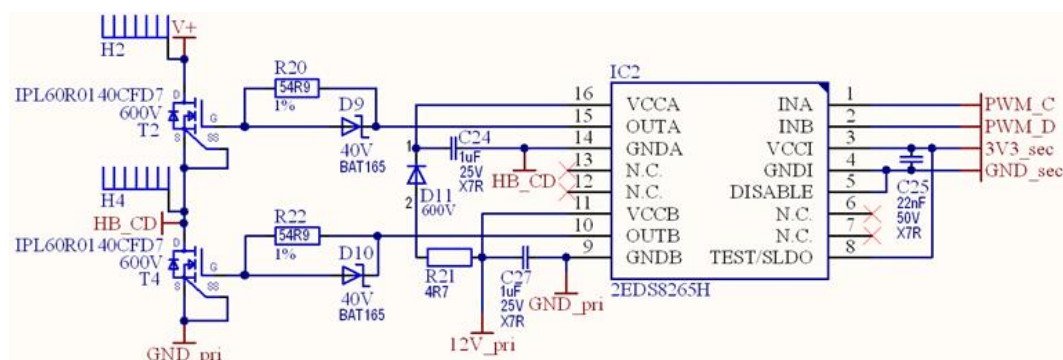 V+
H2
IPL60R0140CFD7
600V
T2
D
G
S
SS
R20
54R9
1%
D9
40V
BAT165
H4
HB_CD
IPL60R0140CFD7
600V
T4
D
G
S
SS
GND_pri
R22
54R9
1%
D10
40V
BAT165
1
D11
600V
2
C24
1uF
25V
X7R
HB_CD
R21
4R7
12V_pri
C27
1uF
25V
X7R
GND_pri
IC2
16 VCCA INA 1 PWM_C
15 OUTA INB 2 PWM_D
14 GNDA VCCI 3 3V3_sec
13 N.C. GNDI 4 GND_sec
12 N.C. DISABLE 5
11 VCCB N.C. 6
10 OUTB N.C. 7
9 GNDB TEST/SLDO 8
2EDS8265H
C25
22nF
50V
X7R